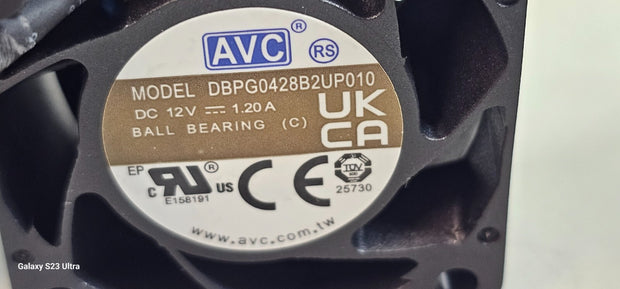 AVC ® RS
MODEL DBPG0428B2UP010
DC 12V 1.20 A
BALL BEARING (C)
UK
CA
EP
c RU ® US CE TÜV
E158191 25730
www.avc.com.tw
Galaxy S23 Ultra